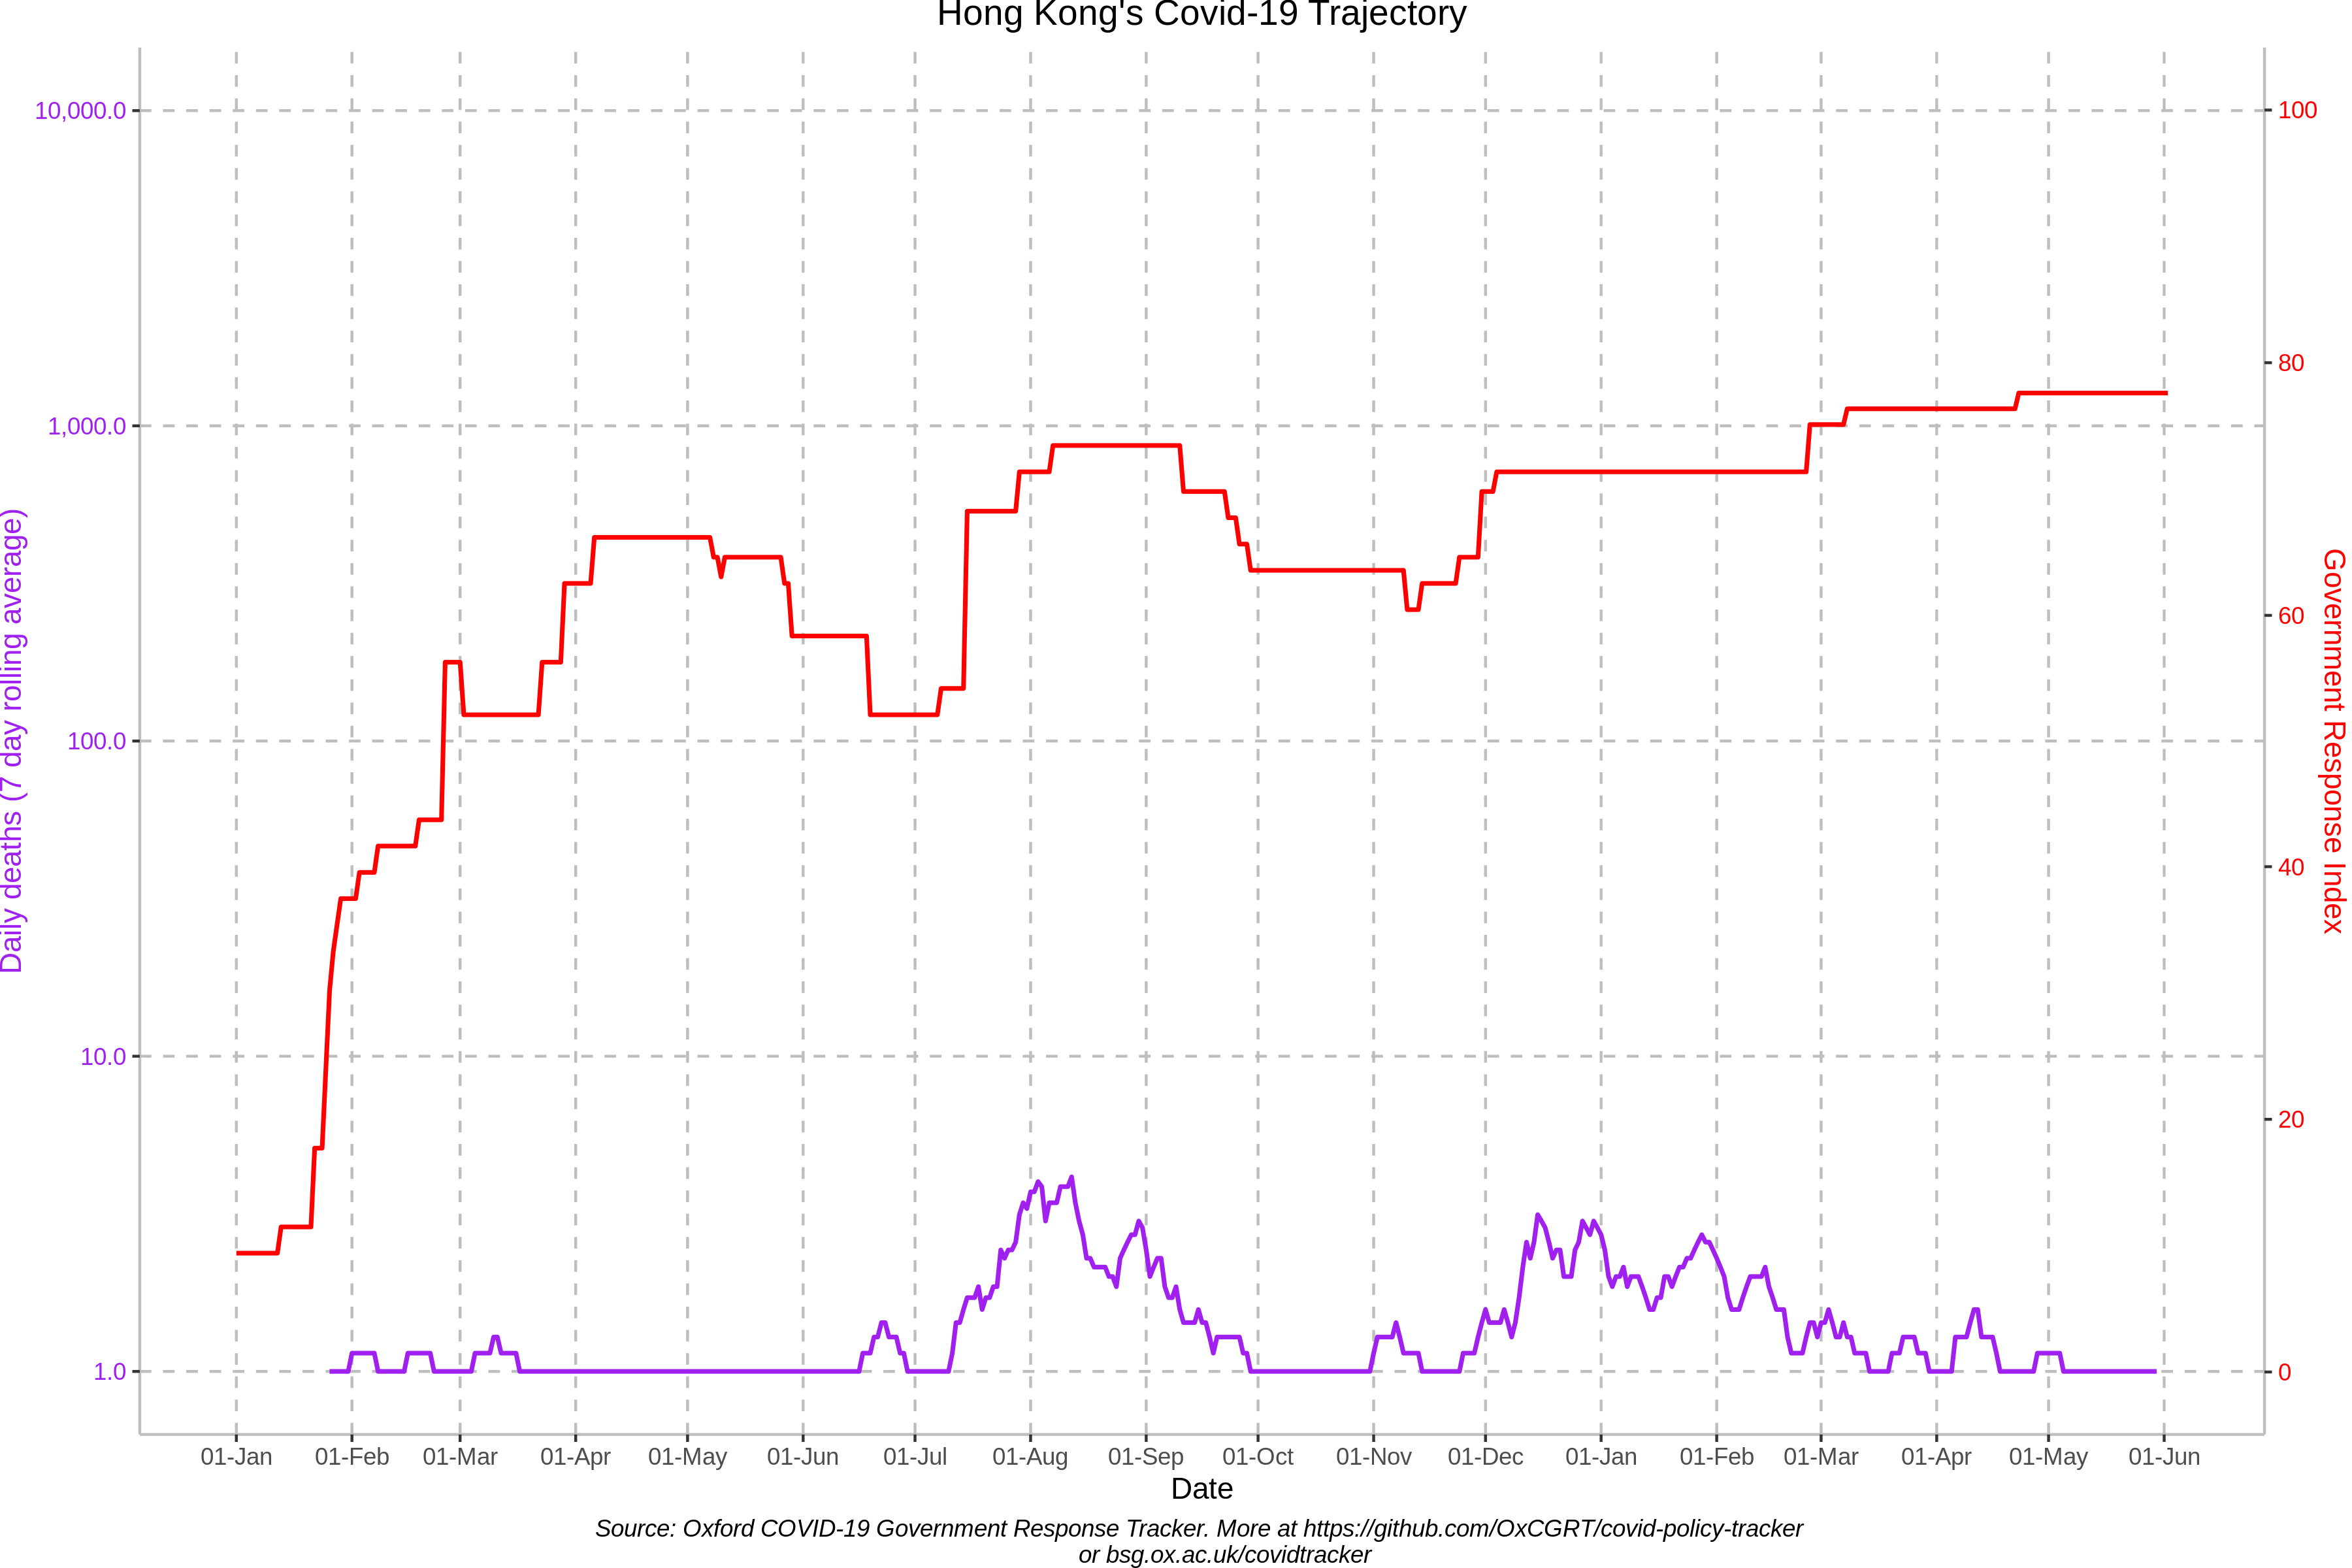 Hong Kong's Covid-19 Trajectory
10,000.0
1,000.0
100.0
10.0
1.0
Daily deaths (7 day rolling average)
100
80
60
40
20
0
Government Response Index
01-Jan 01-Feb 01-Mar 01-Apr 01-May 01-Jun 01-Jul 01-Aug 01-Sep 01-Oct 01-Nov 01-Dec 01-Jan 01-Feb 01-Mar 01-Apr 01-May 01-Jun
Date
Source: Oxford COVID-19 Government Response Tracker. More at https://github.com/OxCGRT/covid-policy-tracker
or bsg.ox.ac.uk/covidtracker